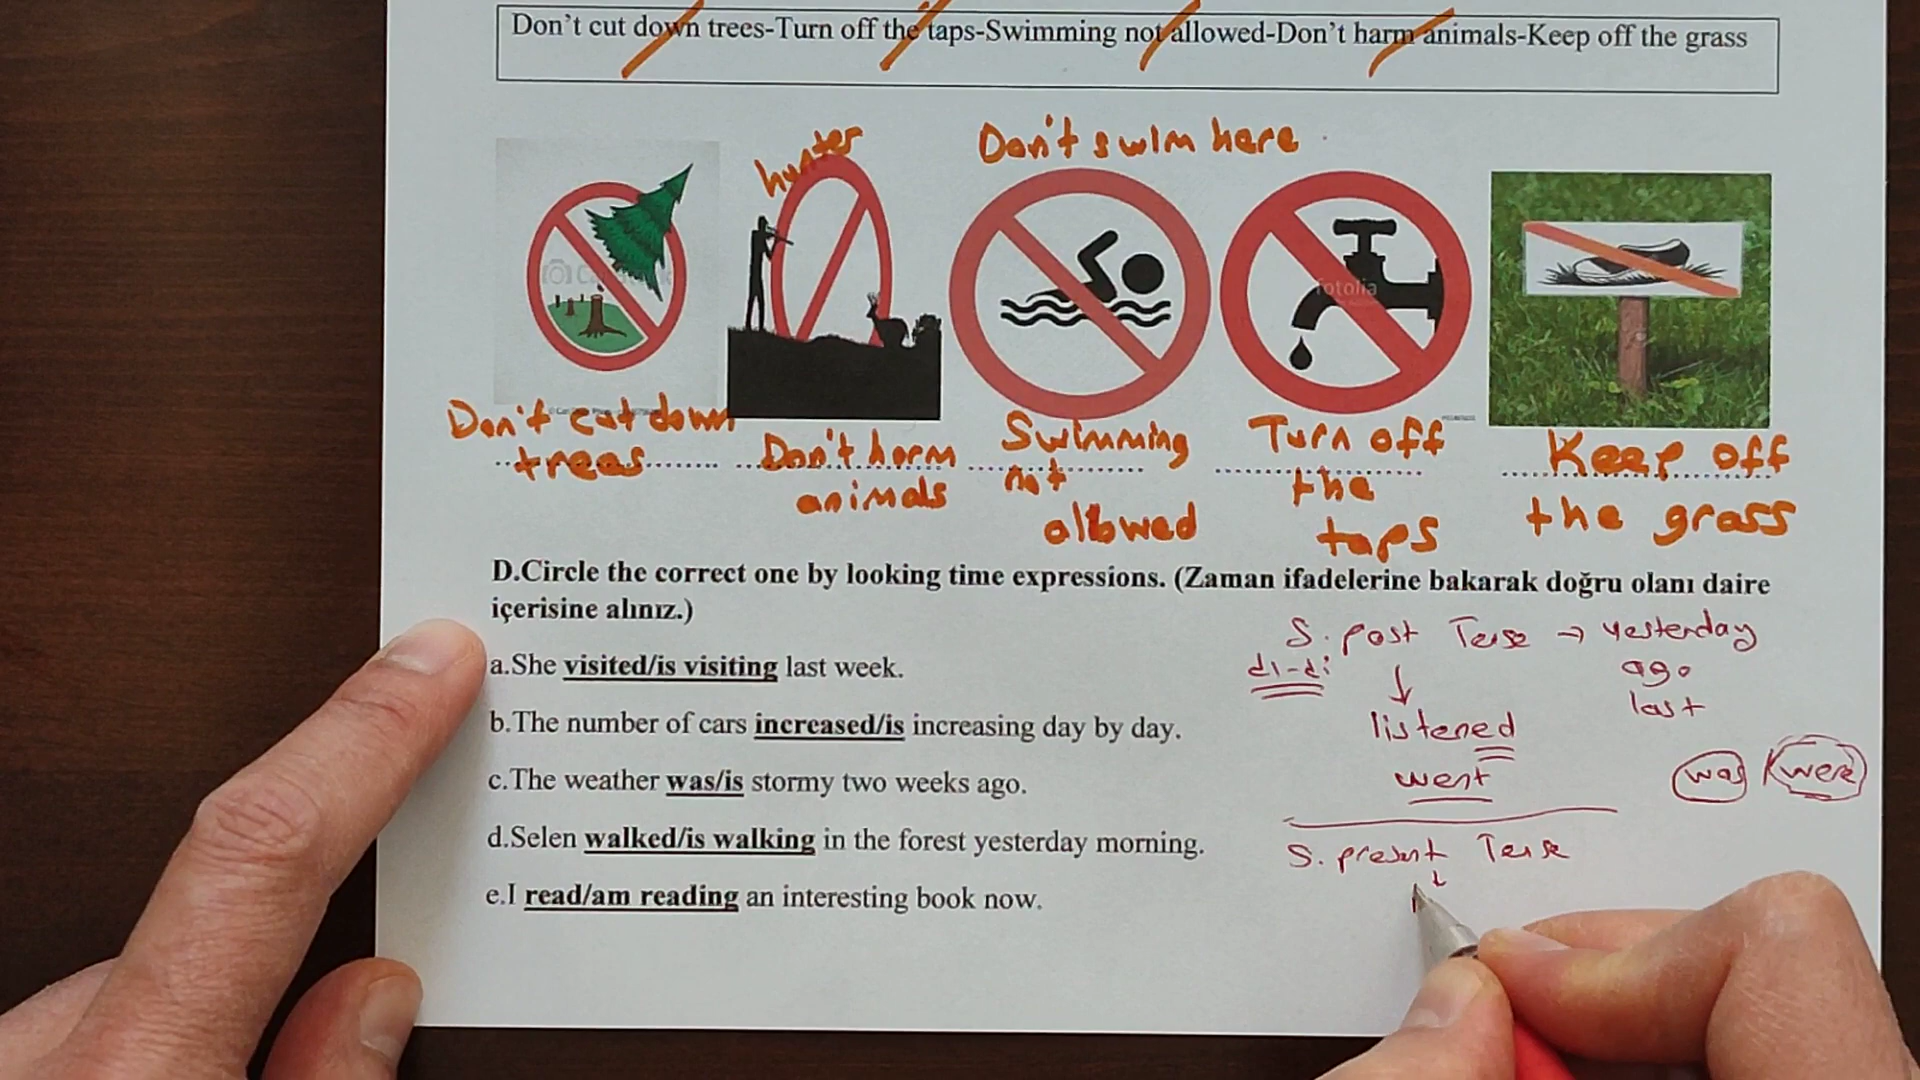 Don't cut down trees-Turn off the taps-Swimming not allowed-Don't harm animals-Keep off the grass
hunter
Don't swim here
fotolia
Don't cut down
trees
Don't harm
animals
Swimming
not
allowed
Turn off
the
taps
Keep off
the grass
D.Circle the correct one by looking time expressions. (Zaman ifadelerine bakarak doğru olanı daire
içerisine alınız.)
S. past Tense → yesterday
dı-di
ago
last
a.She visited/is visiting last week.
listened
b.The number of cars increased/is increasing day by day.
went
was were
c.The weather was/is stormy two weeks ago.
d.Selen walked/is walking in the forest yesterday morning.
S. present Tense
e.I read/am reading an interesting book now.